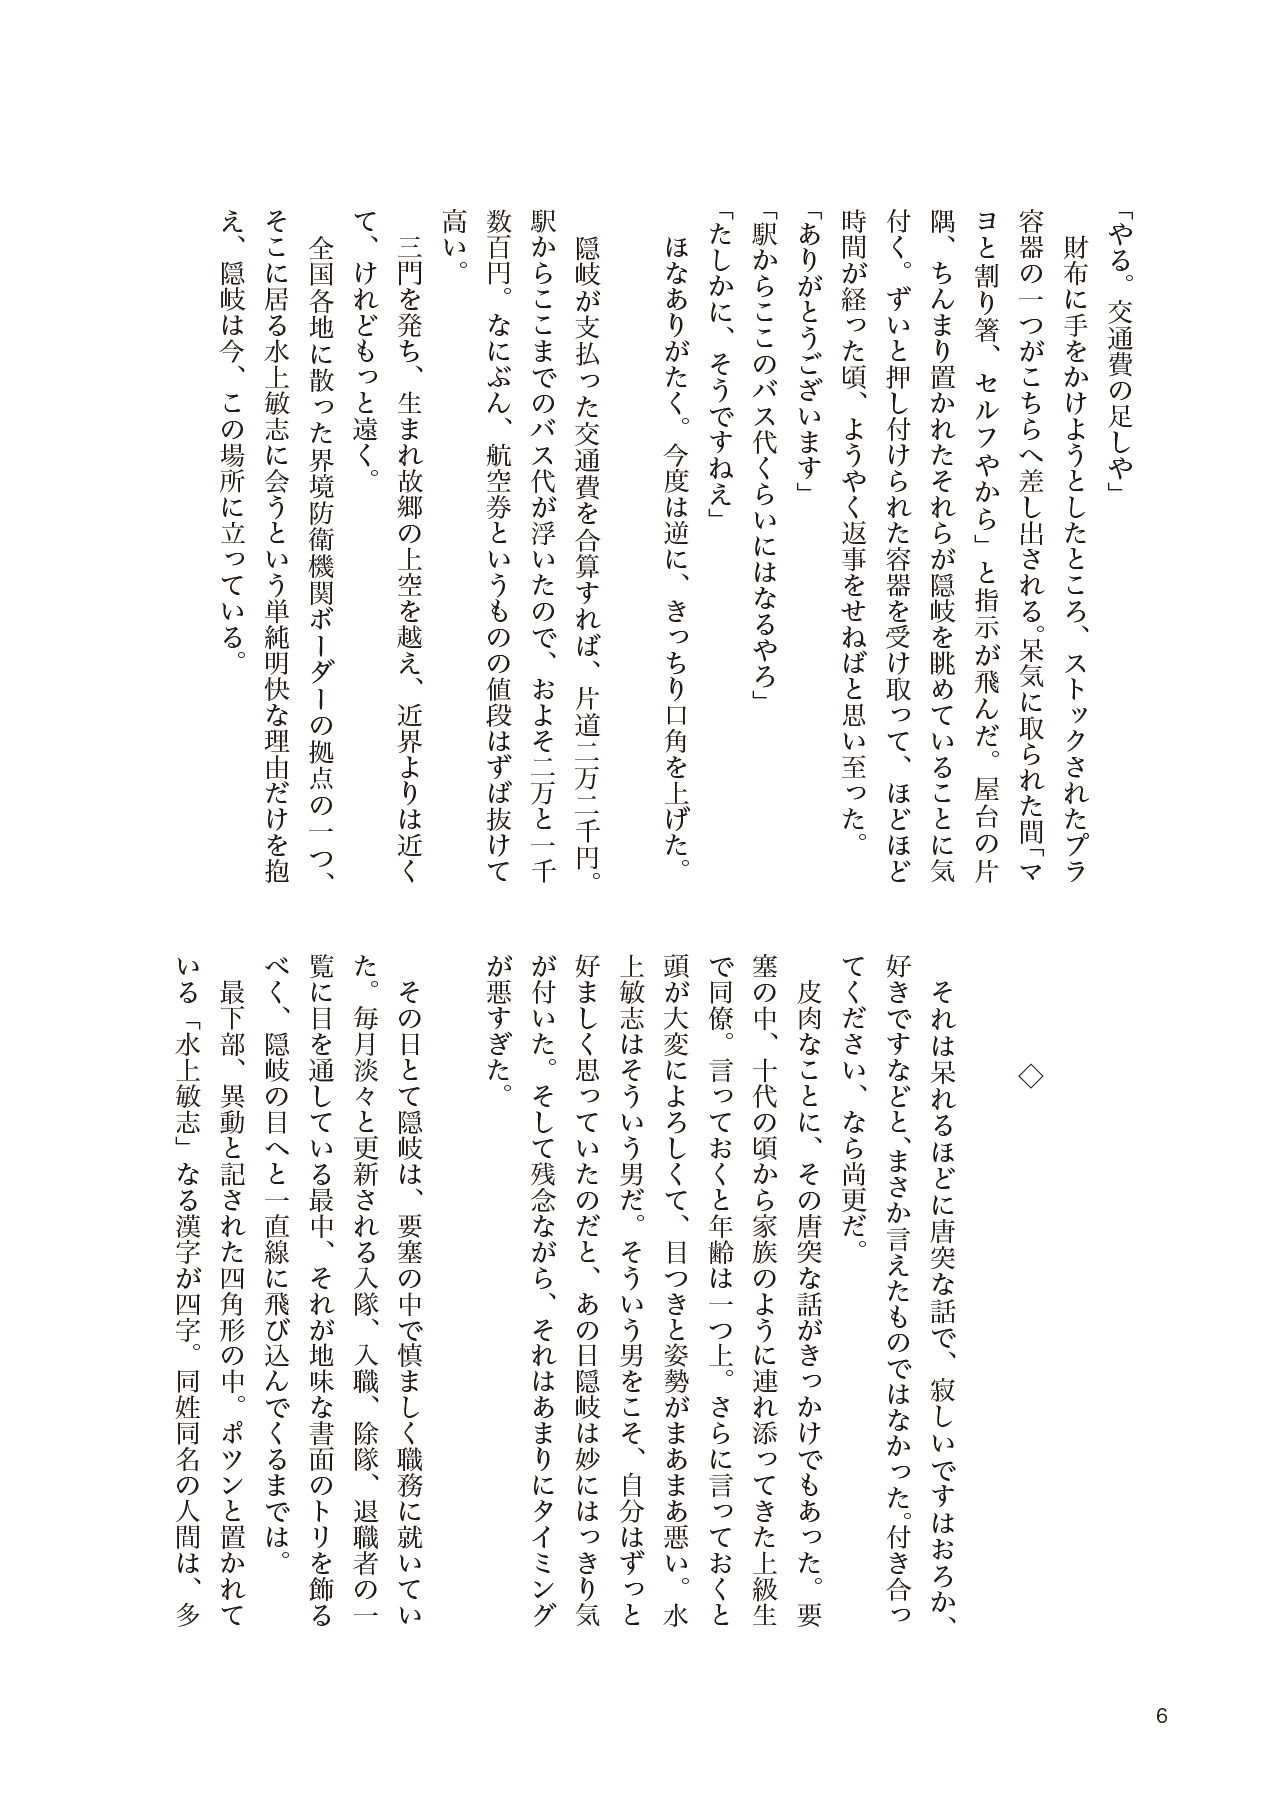 「やる。交通費の足しや」
　財布に手をかけようとしたところ、ストックされたプラ
容器の一つがこちらへ差し出される。呆気に取られた間「マ
ヨと割り箸、セルフやから」と指示が飛んだ。屋台の片
隅、ちんまり置かれたそれらが隠岐を眺めていることに気
付く。ずいと押し付けられた容器を受け取って、ほどほど
時間が経った頃、ようやく返事をせねばと思い至った。
「ありがとうございます」
「駅からここのバス代くらいにはなるやろ」
「たしかに、そうですねえ」
　ほなありがたく。今度は逆に、きっちり口角を上げた。
　隠岐が支払った交通費を合算すれば、片道二万二千円。
駅からここまでのバス代が浮いたので、およそ二万と一千
数百円。なにぶん、航空券というものの値段はずば抜けて
高い。
　三門を発ち、生まれ故郷の上空を越え、近界よりは近く
て、けれどもっと遠く。
　全国各地に散った界境防衛機関ボーダーの拠点の一つ、
そこに居る水上敏志に会うという単純明快な理由だけを抱
え、隠岐は今、この場所に立っている。
◇
　それは呆れるほどに唐突な話で、寂しいですはおろか、
好きですなどと、まさか言えたものではなかった。付き合っ
てください、なら尚更だ。
　皮肉なことに、その唐突な話がきっかけでもあった。要
塞の中、十代の頃から家族のように連れ添ってきた上級生
で同僚。言っておくと年齢は一つ上。さらに言っておくと
頭が大変によろしくて、目つきと姿勢がまあまあ悪い。水
上敏志はそういう男だ。そういう男をこそ、自分はずっと
好ましく思っていたのだと、あの日隠岐は妙にはっきり気
が付いた。そして残念ながら、それはあまりにタイミング
が悪すぎた。
　その日とて隠岐は、要塞の中で慎ましく職務に就いてい
た。毎月淡々と更新される入隊、入職、除隊、退職者の一
覧に目を通している最中、それが地味な書面のトリを飾る
べく、隠岐の目へと一直線に飛び込んでくるまでは。
　最下部、異動と記された四角形の中。ポツンと置かれて
いる「水上敏志」なる漢字が四字。同姓同名の人間は、多
6